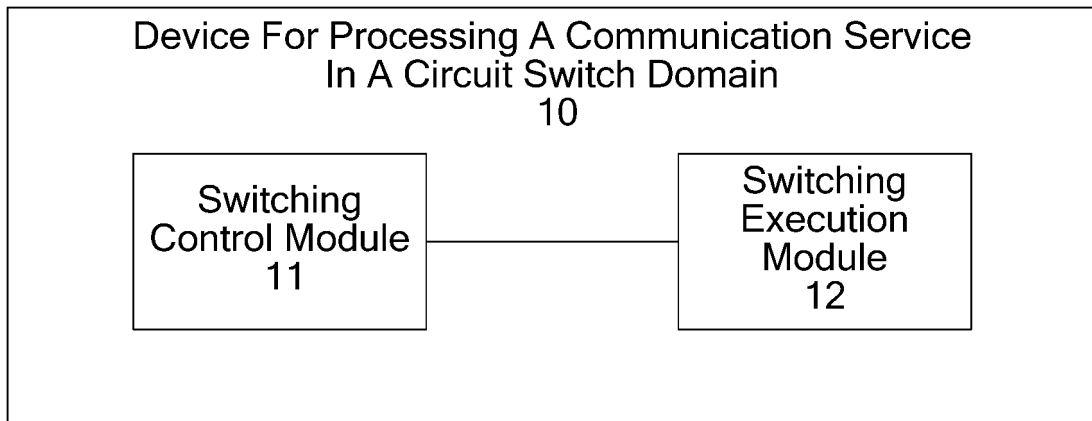 Device For Processing A Communication Service
In A Circuit Switch Domain
10
Switching
Control Module
11
Switching
Execution
Module
12